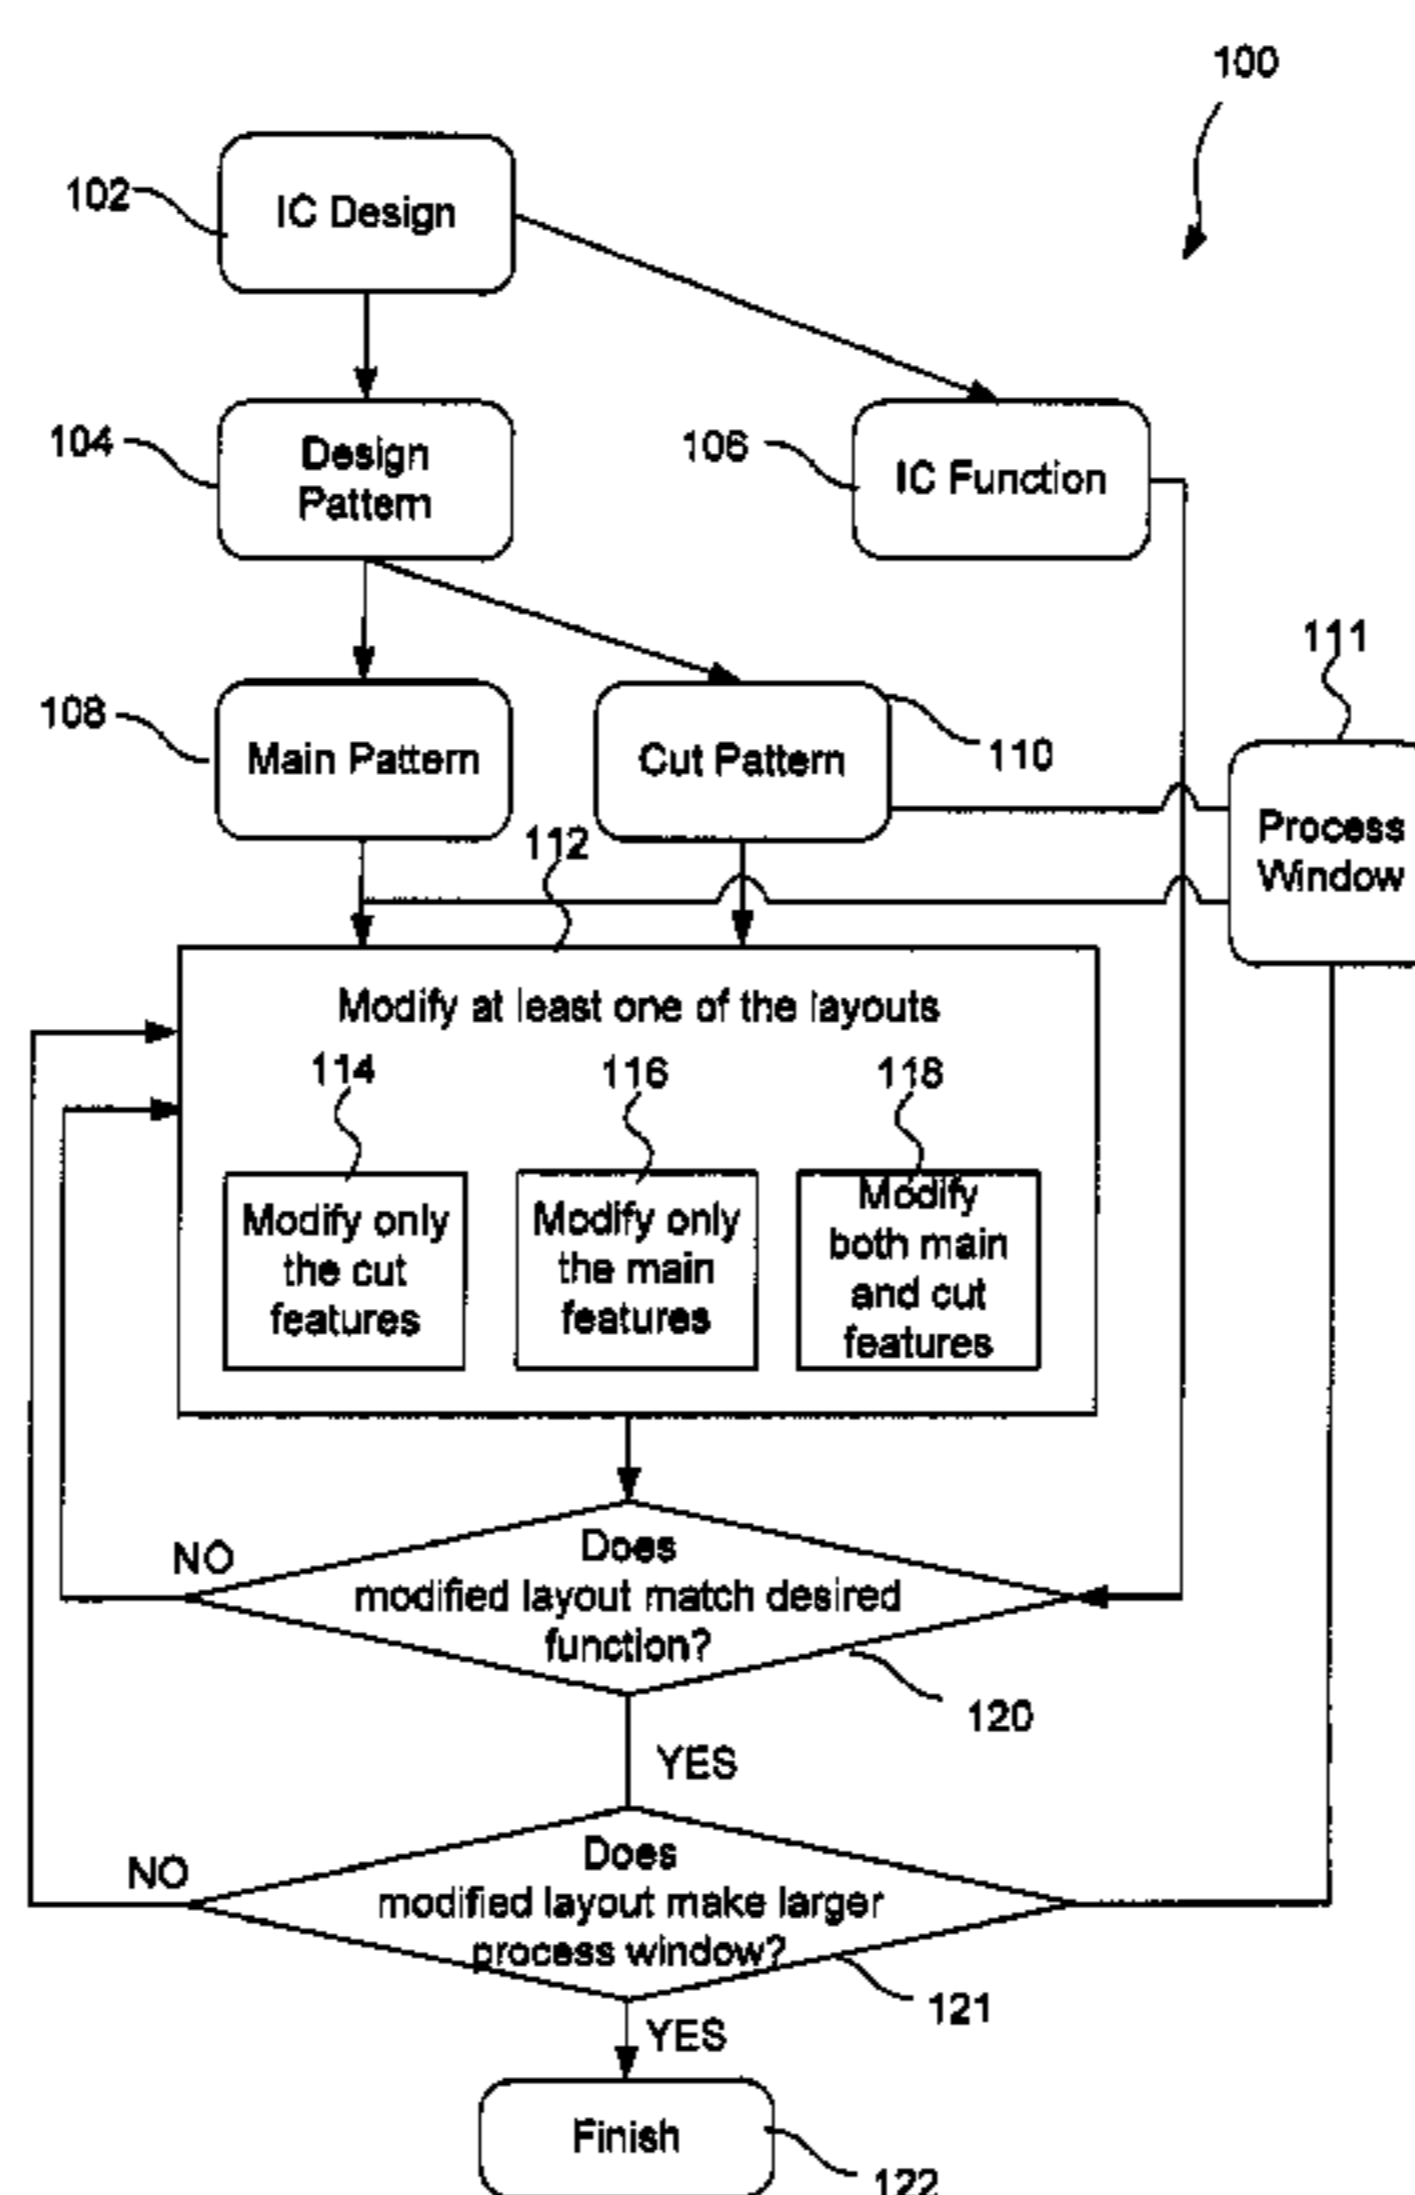 100
102
IC Design
104
Design
Pattern
106
IC Function
111
108
Main Pattern
Cut Pattern
110
Process
Window
112
Modify at least one of the layouts
114
116
118
Modify only
the cut
features
Modify only
the main
features
Modify
both main
and cut
features
NO
Does
modified layout match desired
function?
120
YES
NO
Does
modified layout make larger
process window?
121
YES
Finish
122